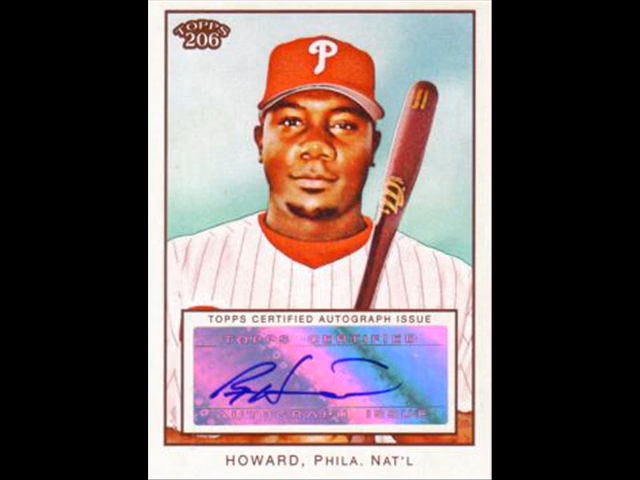 TOPPS
206
P
TOPPS CERTIFIED AUTOGRAPH ISSUE
TOPPS CERTIFIED
AUTOGRAPH ISSUE
HOWARD, PHILA. NAT'L